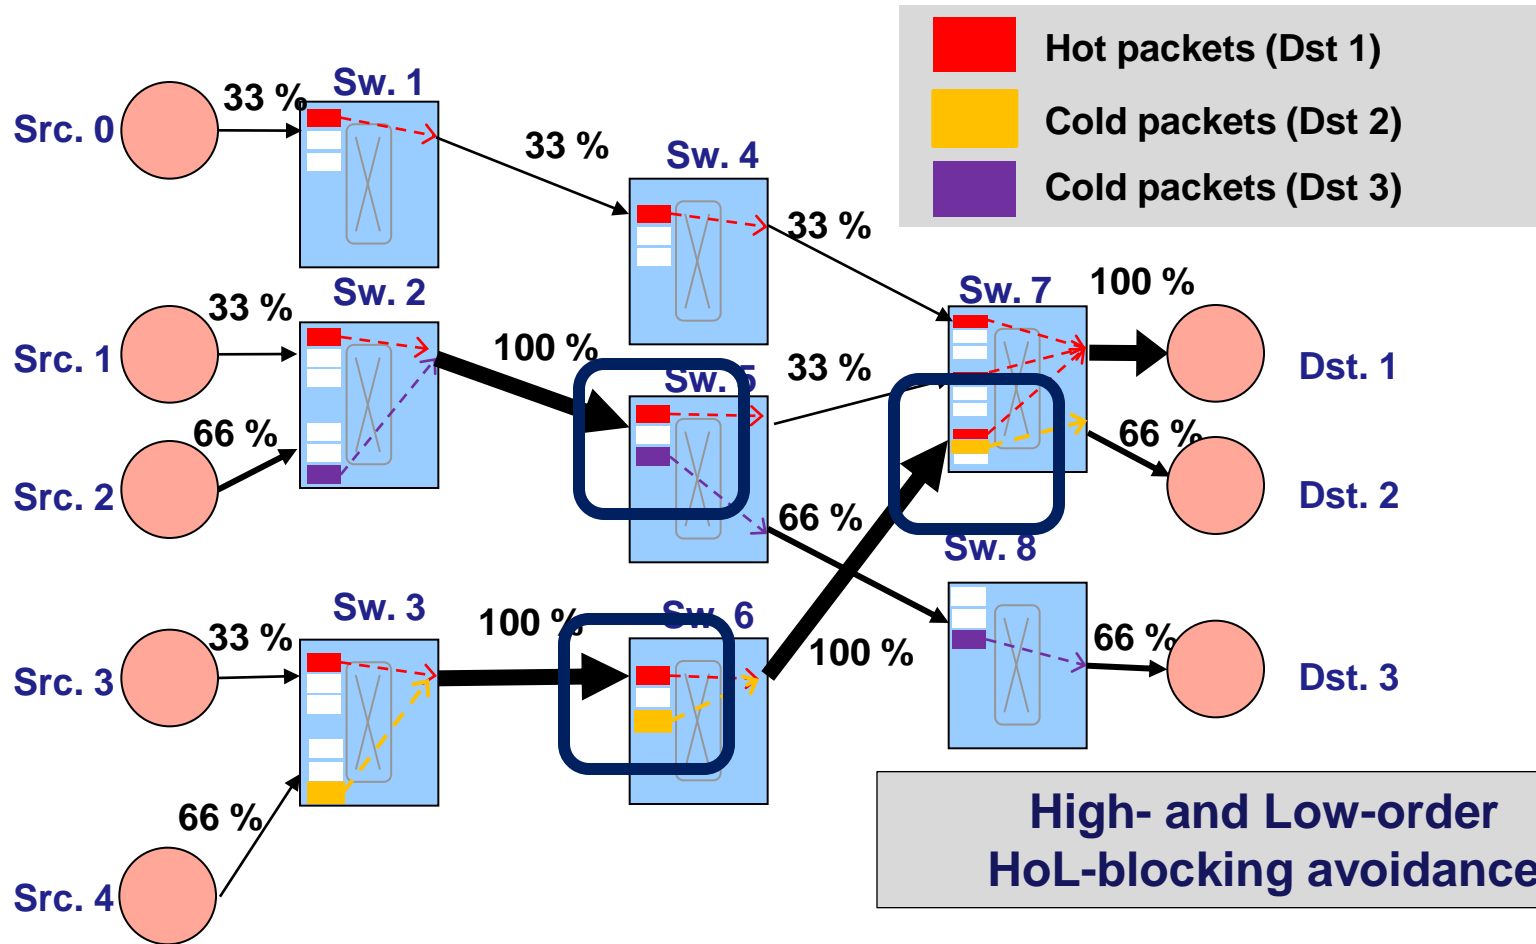 Hot packets (Dst 1)
Cold packets (Dst 2)
Cold packets (Dst 3)
Sw. 1
33 %
Src. 0
33 %
Sw. 4
33 %
Sw. 7
100 %
Sw. 2
33 %
100 %
Src. 1
Sw. 5
33 %
Dst. 1
66 %
66 %
Src. 2
Dst. 2
66 %
Sw. 8
Sw. 3
100 %
Sw. 6
33 %
100 %
66 %
Src. 3
Dst. 3
66 %
Src. 4
High- and Low-order
HoL-blocking avoidance